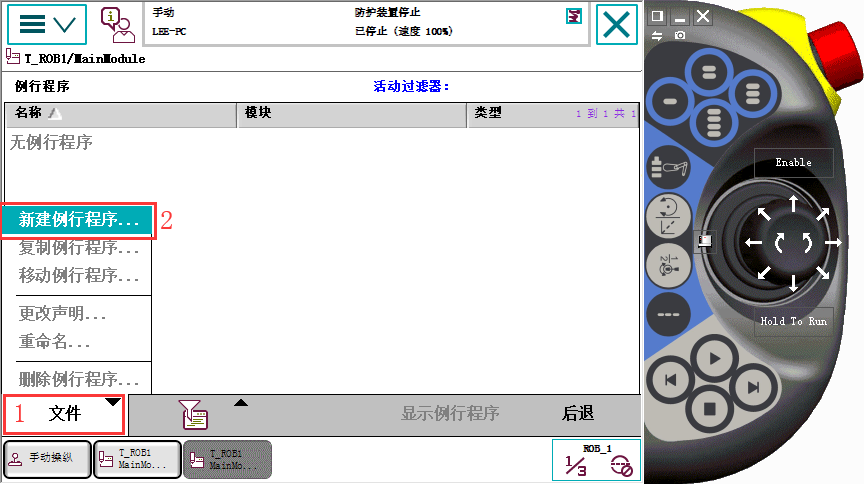 手动
防护装置停止
LEE-PC
已停止 (速度 100%)
T_ROB1/MainModule
例行程序
活动过滤器:
名称
模块
类型
1 到 1 共 1
无例行程序
新建例行程序...
2
复制例行程序...
移动例行程序...
更改声明...
重命名...
删除例行程序...
1
文件
显示例行程序
后退
手动操纵
T_ROB1
MainMo...
T_ROB1
MainMo...
ROB_1
1/3
Enable
Hold To Run